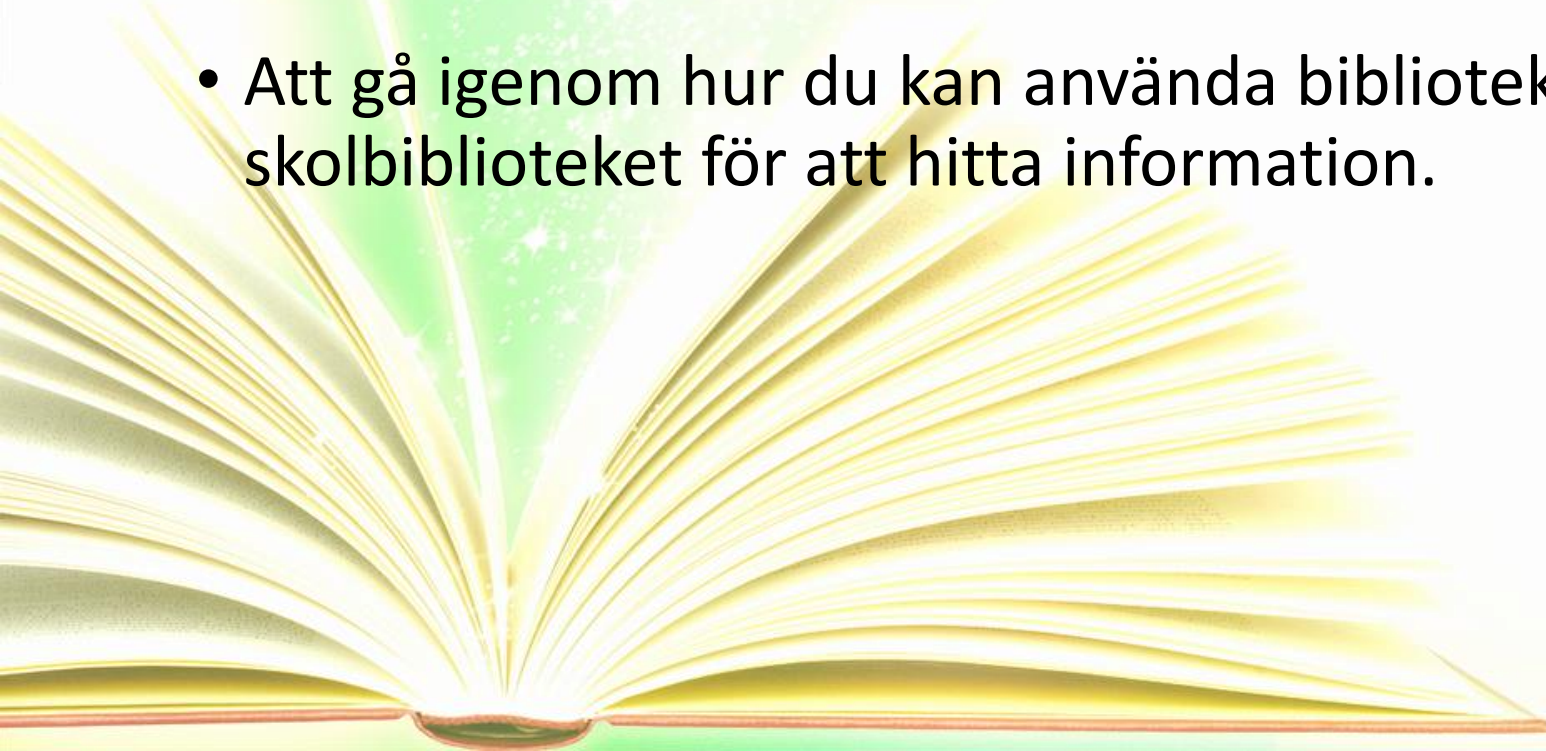 • Att gå igenom hur du kan använda bibliotek
skolbiblioteket för att hitta information.